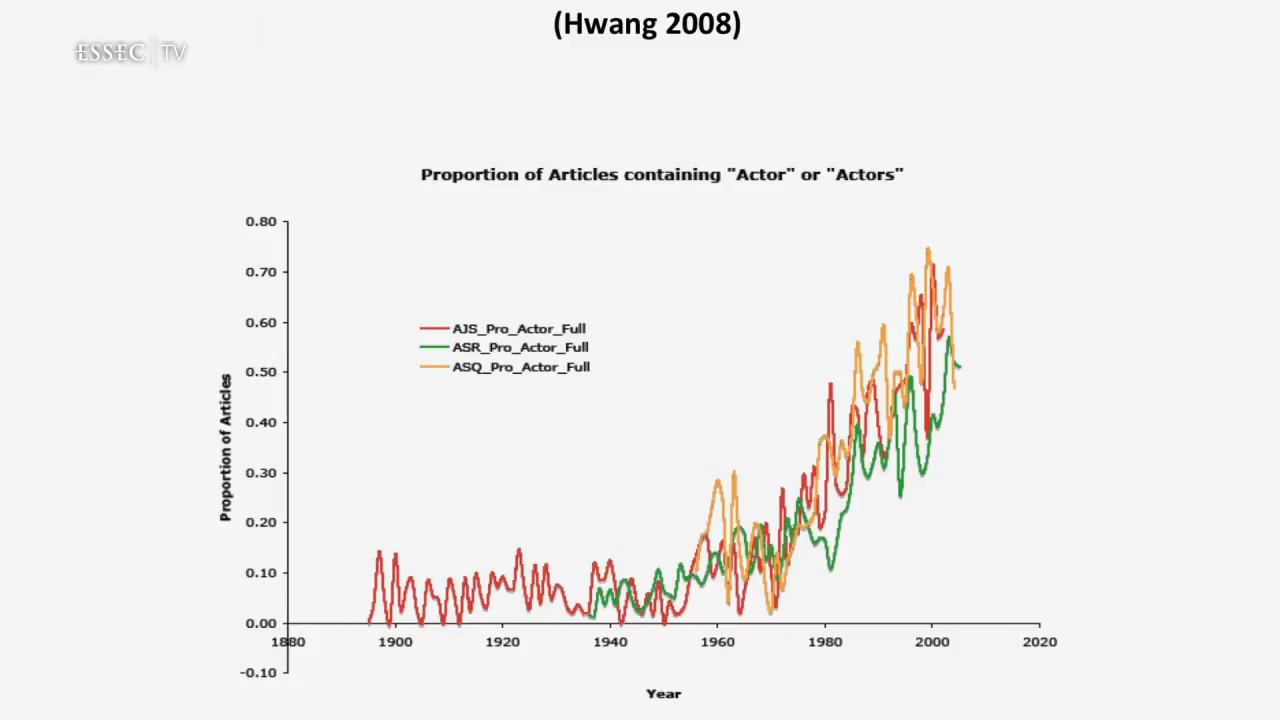 (Hwang 2008)
ESSEC TV
Proportion of Articles containing "Actor" or "Actors"
0.80
0.70
0.60
0.50
0.40
0.30
0.20
0.10
0.00
-0.10
Proportion of Articles
AJS_Pro_Actor_Full
ASR_Pro_Actor_Full
ASQ_Pro_Actor_Full
1880 1900 1920 1940 1960 1980 2000 2020
Year